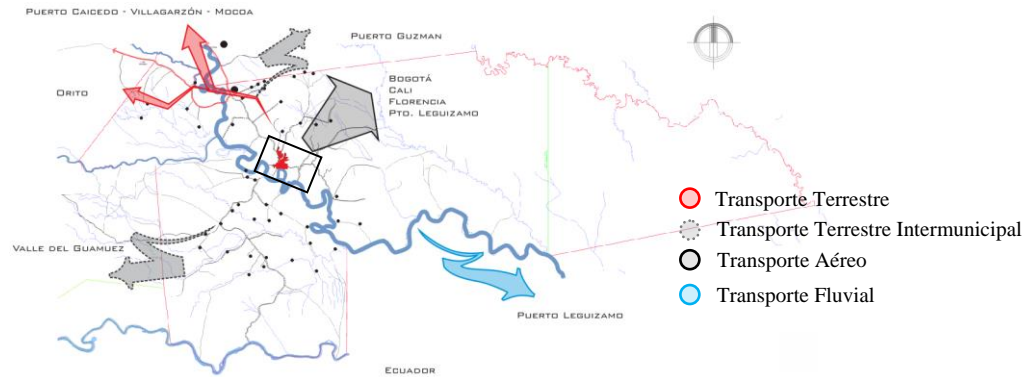 PUERTO CAICEDO - VILLAGARZÓN - MOCOA
PUERTO GUZMAN
ORITO
BOGOTÁ
CALI
FLORENCIA
PTO. LEGUIZAMO
Transporte Terrestre
Transporte Terrestre Intermunicipal
VALLE DEL GUAMUEZ
Transporte Aéreo
Transporte Fluvial
PUERTO LEGUIZAMO
ECUADOR